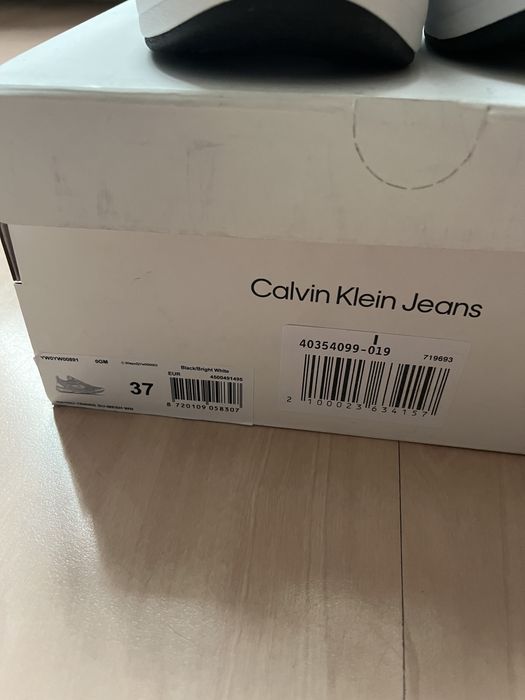 Calvin Klein Jeans
40354099-019
719693
2 100023 634157
YW0YW00891 0GM
Black/Bright White
EUR
4500491495
37
8 720109 058307